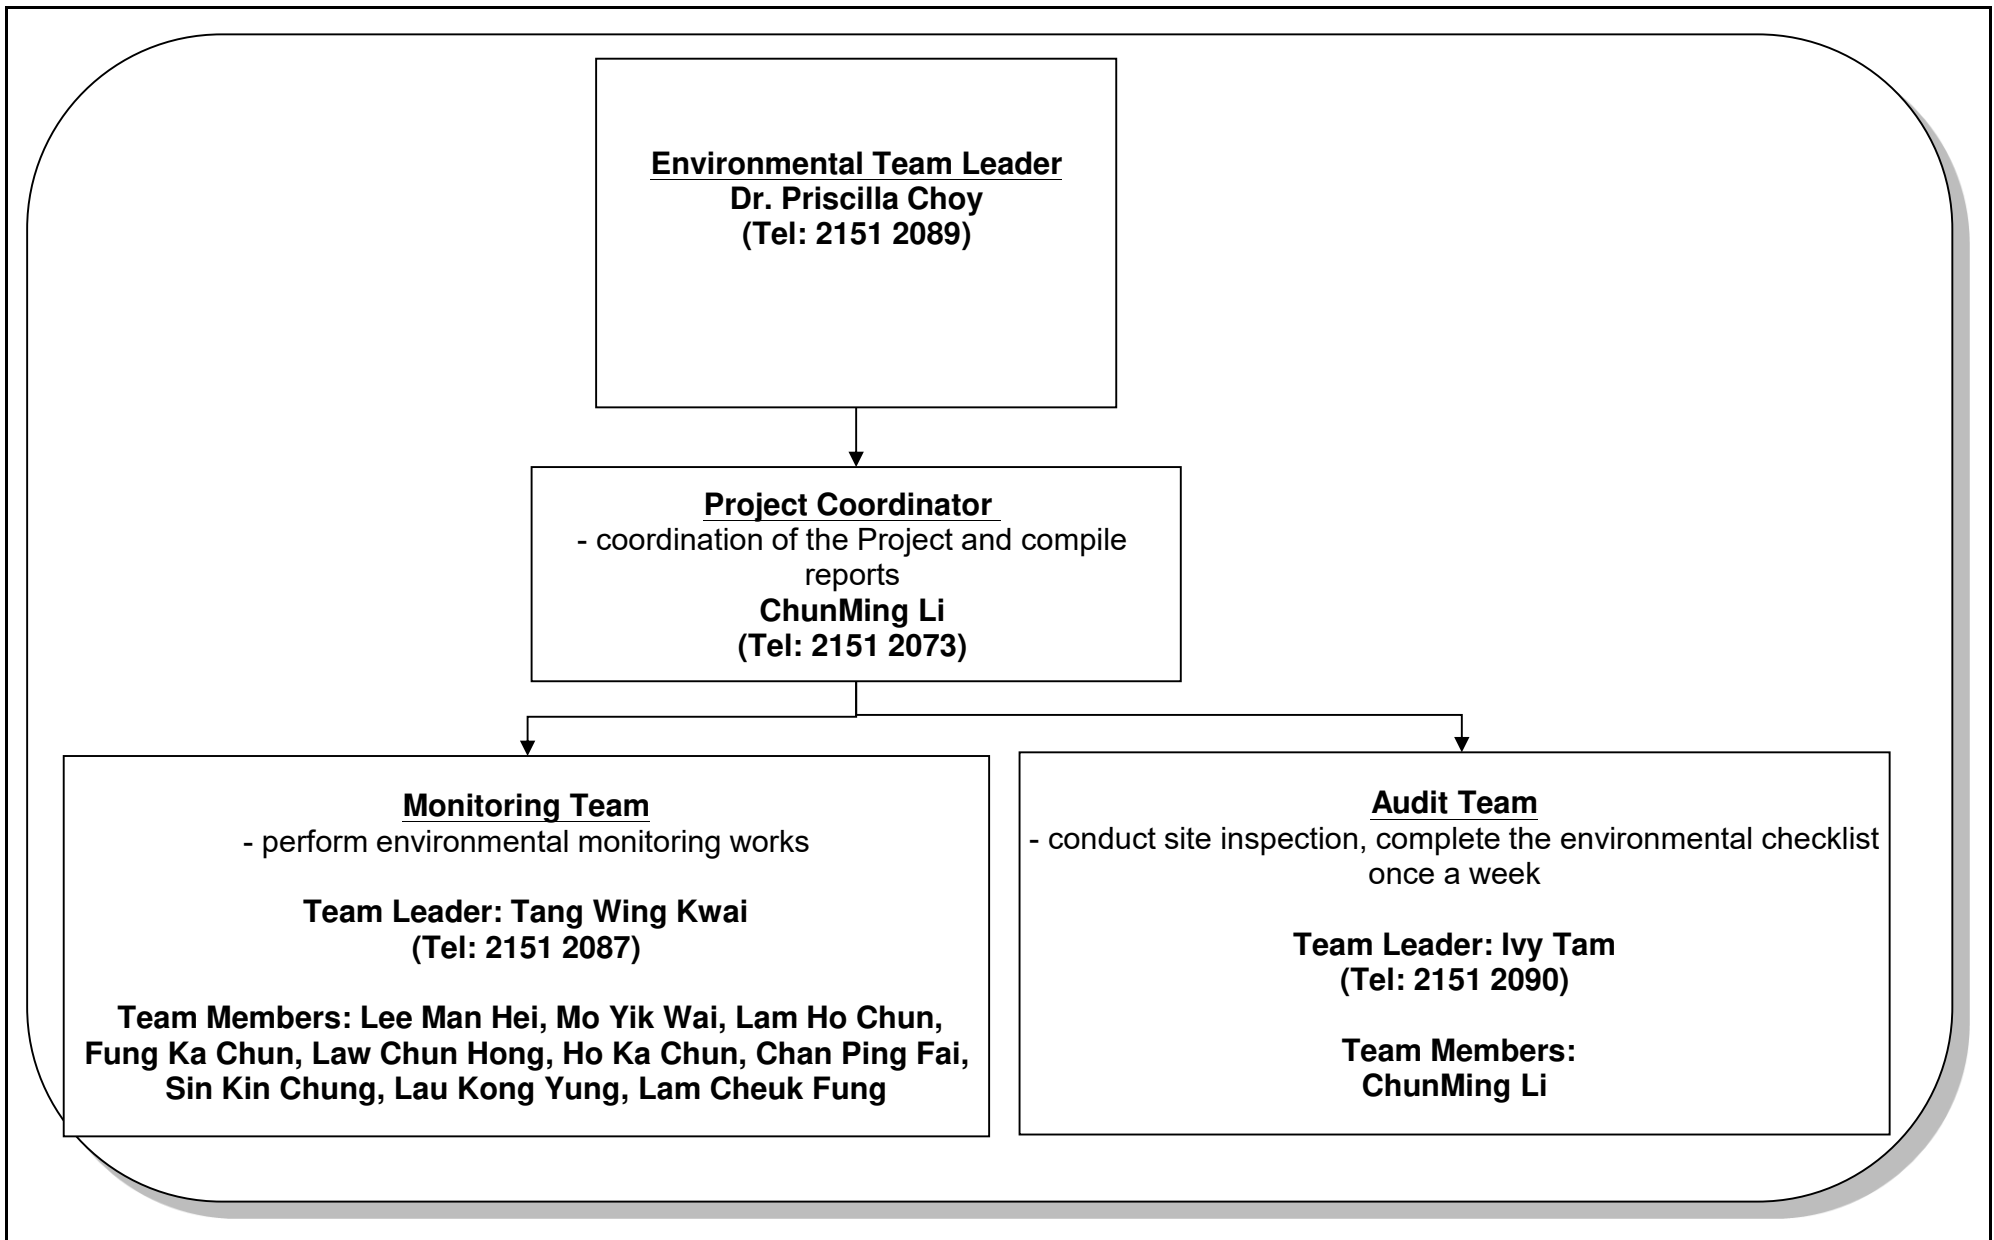 Environmental Team Leader
Dr. Priscilla Choy
(Tel: 2151 2089)
Project Coordinator
- coordination of the Project and compile
reports
ChunMing Li
(Tel: 2151 2073)
Monitoring Team
- perform environmental monitoring works
Team Leader: Tang Wing Kwai
(Tel: 2151 2087)
Team Members: Lee Man Hei, Mo Yik Wai, Lam Ho Chun,
Fung Ka Chun, Law Chun Hong, Ho Ka Chun, Chan Ping Fai,
Sin Kin Chung, Lau Kong Yung, Lam Cheuk Fung
Audit Team
- conduct site inspection, complete the environmental checklist
once a week
Team Leader: Ivy Tam
(Tel: 2151 2090)
Team Members:
ChunMing Li